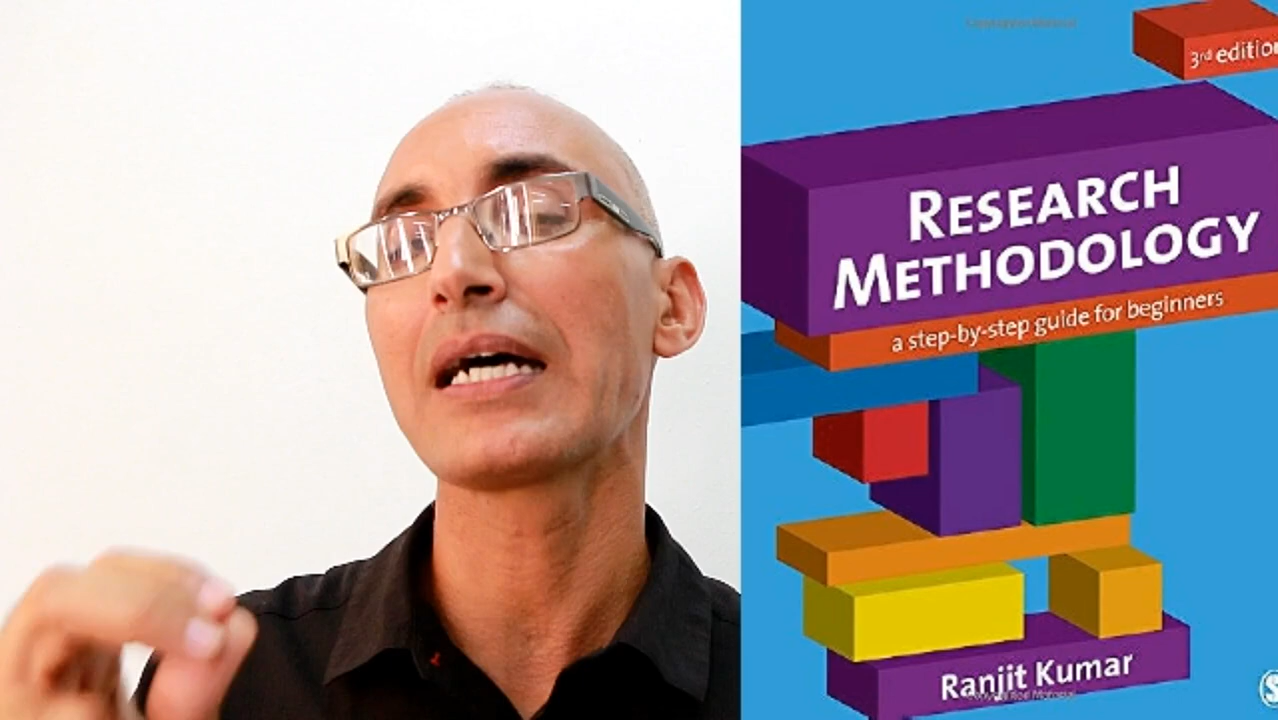 3rd edition
RESEARCH
METHODOLOGY
a step-by-step guide for beginners
Ranjit Kumar